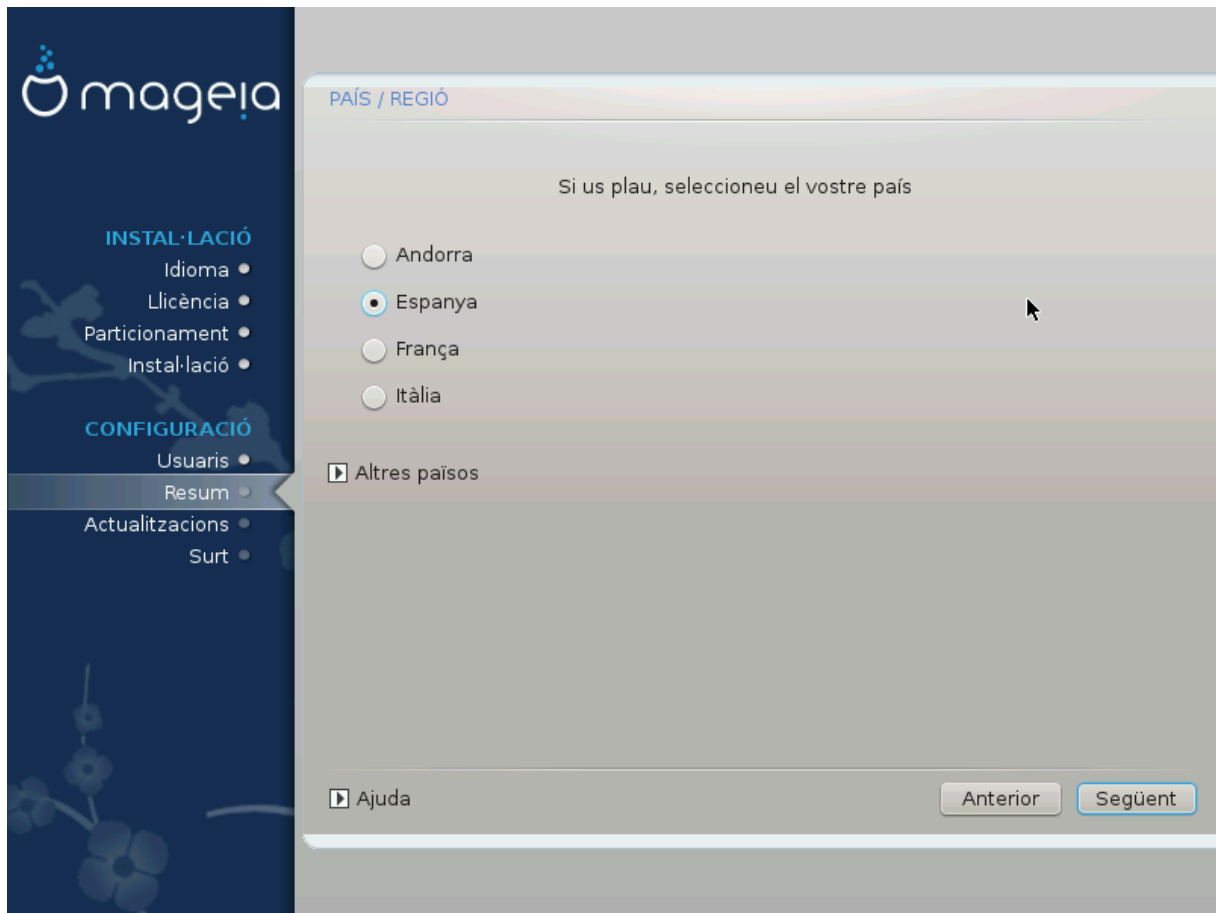 mageia
INSTAL·LACIÓ
Idioma
Llicència
Particionament
Instal·lació
CONFIGURACIÓ
Usuaris
Resum
Actualitzacions
Surt
PAÍS / REGIÓ
Si us plau, seleccioneu el vostre país
Andorra
Espanya
França
Itàlia
Altres països
Ajuda
Anterior
Següent